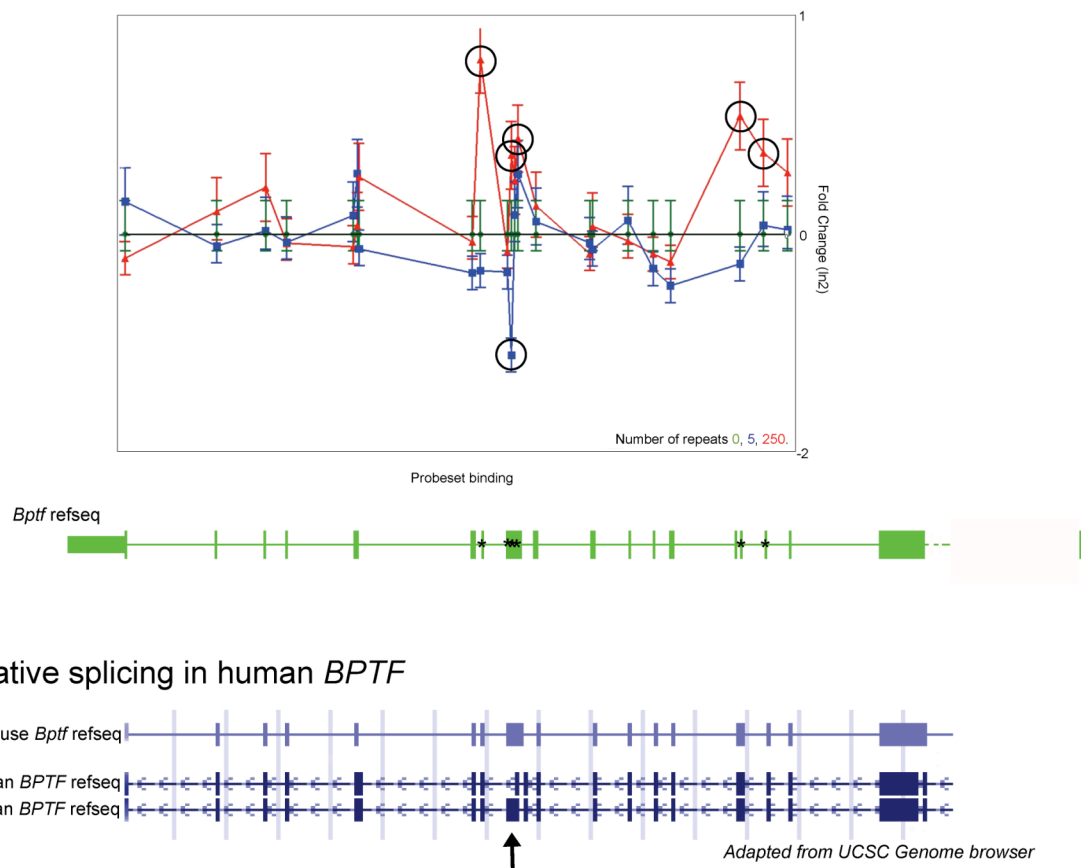 1
0
Fold Change (ln2)
Number of repeats 0, 5, 250.
-2
Probeset binding
Bptf refseq
* *** * *
ative splicing in human BPTF
use Bptf refseq
an BPTF refseq
an BPTF refseq
Adapted from UCSC Genome browser